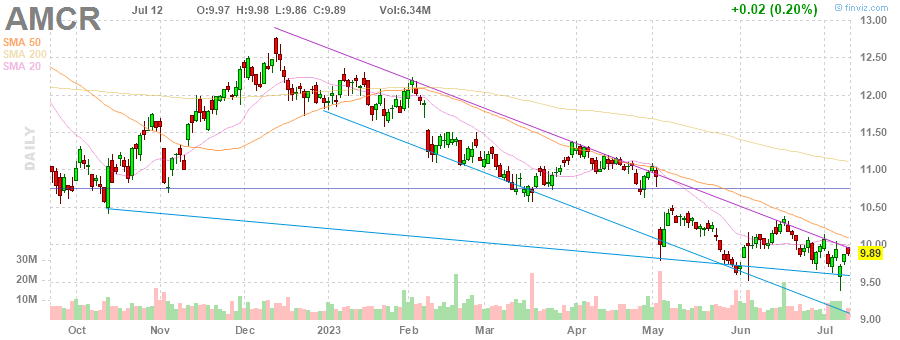 AMCR Jul 12 O:9.97 H:9.98 L:9.86 C:9.89 Vol:6.34M +0.02 (0.20%) © finviz.com
SMA 50
SMA 200
SMA 20
DAILY
13.00
12.50
12.00
11.50
11.00
10.50
10.00
9.89
9.50
9.00
30M
20M
10M
Oct Nov Dec 2023 Feb Mar Apr May Jun Jul